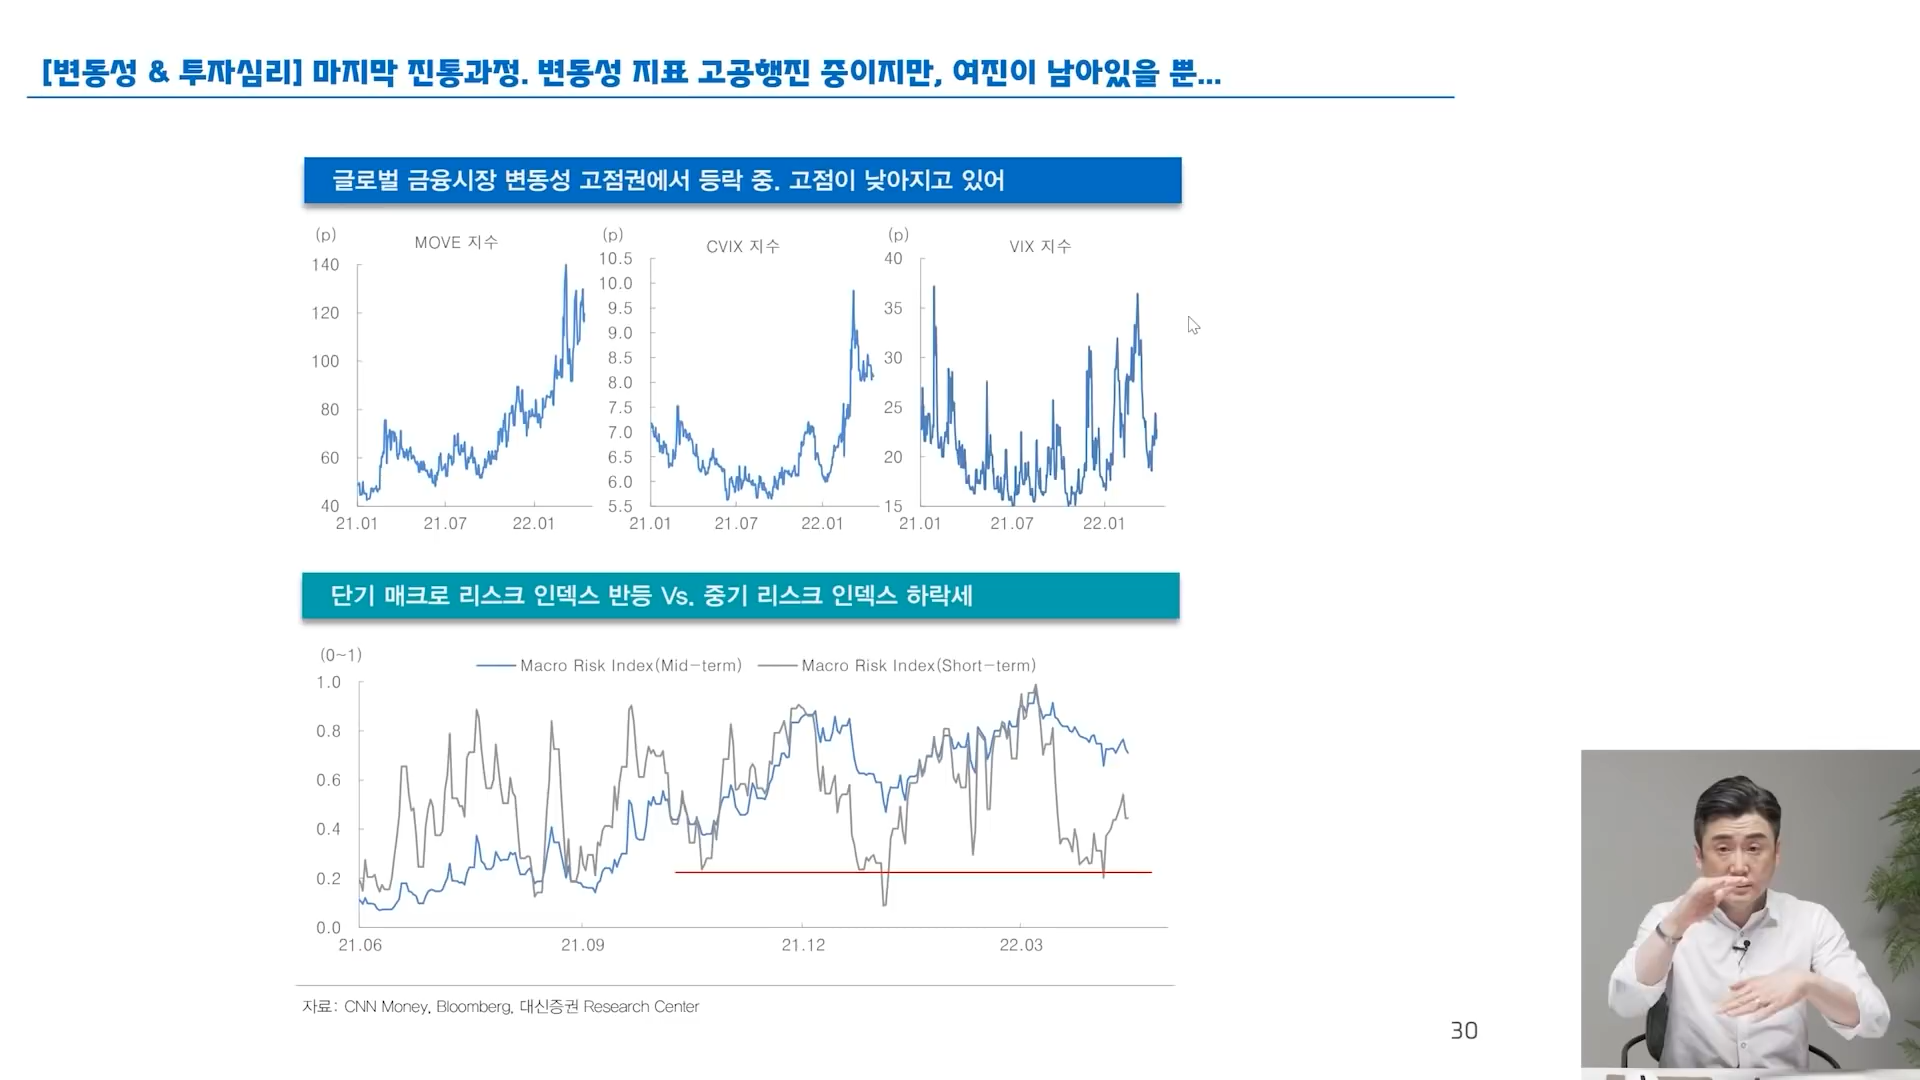 [변동성 & 투자심리] 마지막 진통과정. 변동성 지표 고공행진 중이지만, 여진이 남아있을 뿐...
글로벌 금융시장 변동성 고점권에서 등락 중. 고점이 낮아지고 있어
(p)
MOVE 지수
140
120
100
80
60
40
21.01 21.07 22.01
(p)
CVIX 지수
10.5
10.0
9.5
9.0
8.5
8.0
7.5
7.0
6.5
6.0
5.5
21.01 21.07 22.01
(p)
VIX 지수
40
35
30
25
20
15
21.01 21.07 22.01
단기 매크로 리스크 인덱스 반등 Vs. 중기 리스크 인덱스 하락세
(0~1)
Macro Risk Index(Mid-term) Macro Risk Index(Short-term)
1.0
0.8
0.6
0.4
0.2
0.0
21.06 21.09 21.12 22.03
자료: CNN Money, Bloomberg, 대신증권 Research Center
30